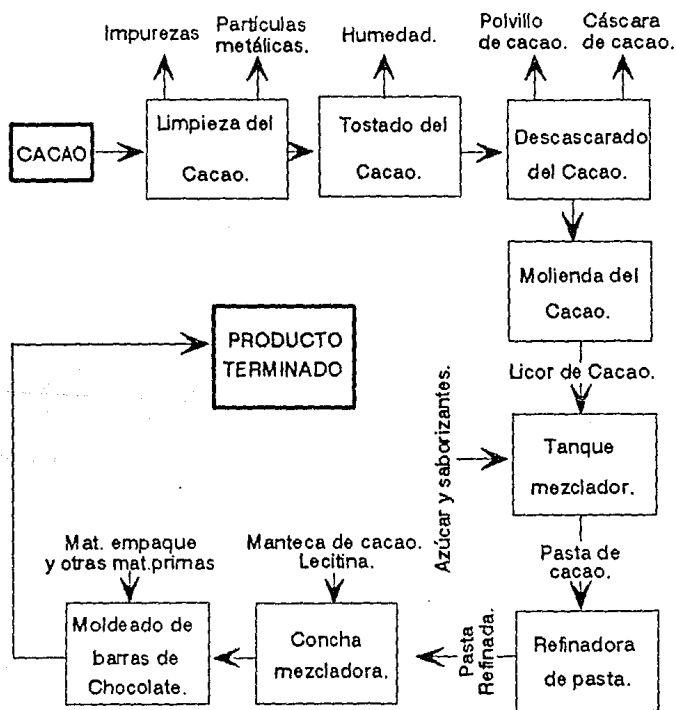 Impurezas
Partículas
metálicas.
Humedad.
Polvillo
de cacao.
Cáscara
de cacao.
CACAO
Limpieza del
Cacao.
Tostado del
Cacao.
Descascarado
del Cacao.
Molienda del
Cacao.
Licor de Cacao.
Azúcar y saborizantes.
Tanque
mezclador.
Pasta de
cacao.
Refinadora
de pasta.
Pasta
Refinada.
Manteca de cacao.
Lecitina.
Concha
mezcladora.
Mat. empaque
y otras mat.primas
Moldeado de
barras de
Chocolate.
PRODUCTO
TERMINADO